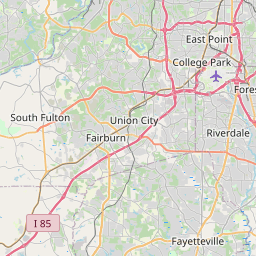 East Point
College Park
Fores
South Fulton
Union City
Fairburn
Riverdale
I 85
Fayetteville